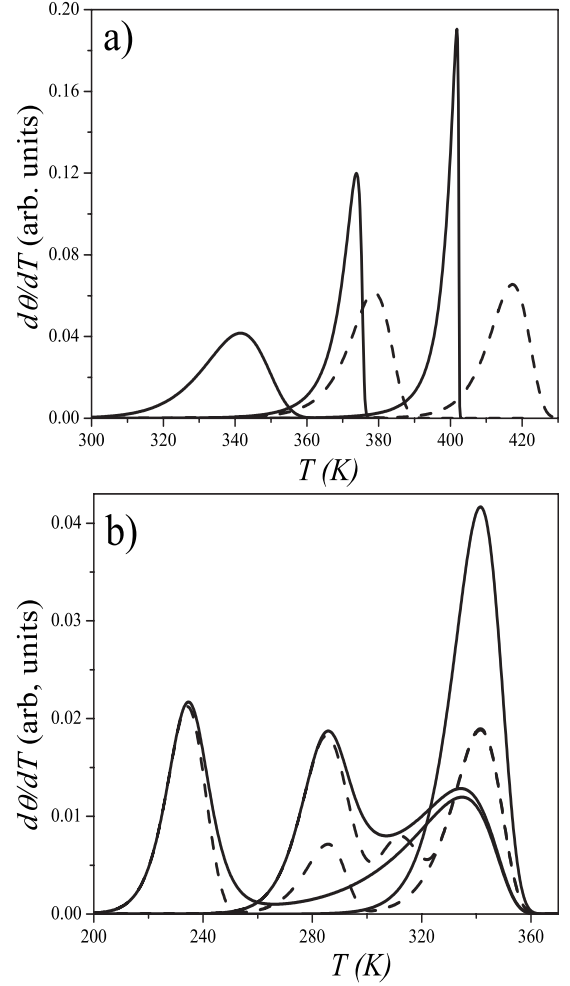 a)
0.20
0.16
0.12
0.08
0.04
0.00
dθ/dT (arb. units)
300 320 340 360 380 400 420
T (K)
b)
0.04
0.03
0.02
0.01
0.00
dθ/dT (arb, units)
200 240 280 320 360
T (K)